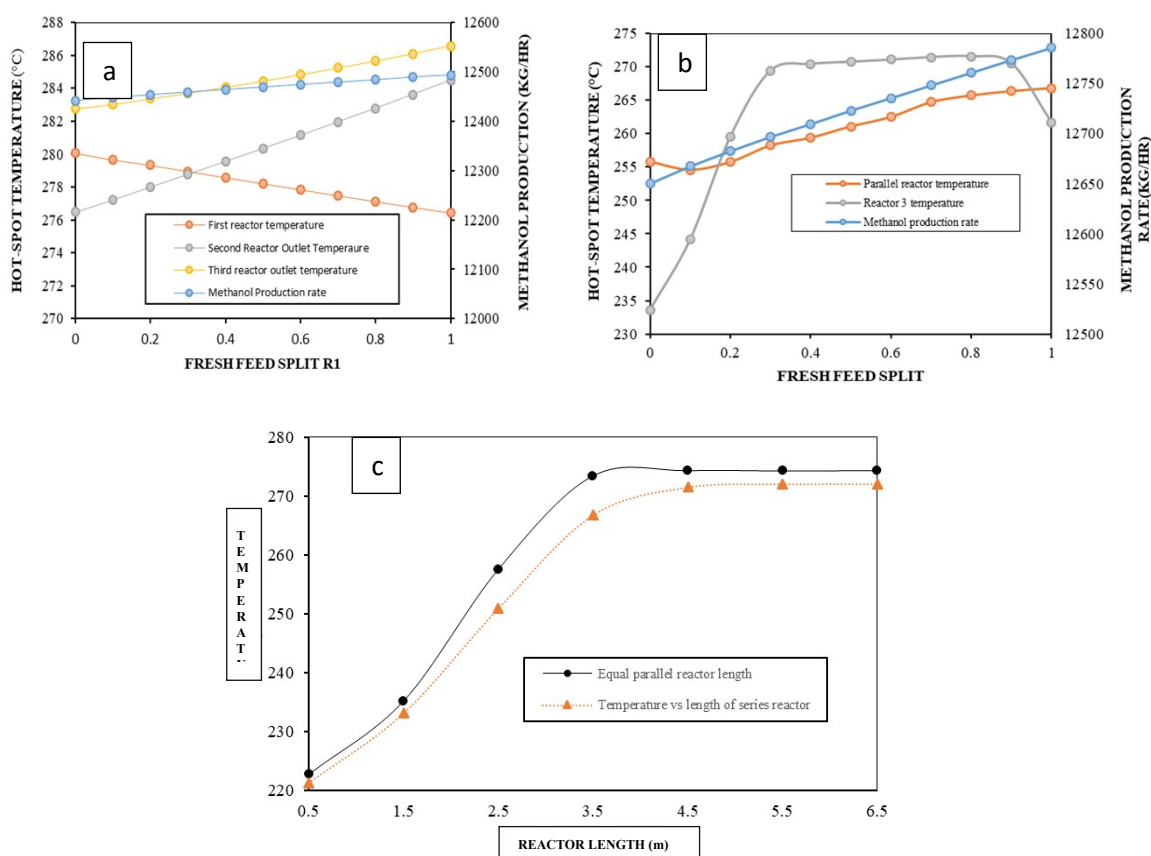 a
HOT-SPOT TEMPERATURE (°C)
288
286
284
282
280
278
276
274
272
270
First reactor temperature
Second Reactor Outlet Temperaure
Third reactor outlet temperature
Methanol Production rate
12600
12500
12400
12300
12200
12100
12000
METHANOL PRODUCTION (KG/HR)
0 0.2 0.4 0.6 0.8 1
FRESH FEED SPLIT R1
b
HOT-SPOT TEMPERATURE (°C)
275
270
265
260
255
250
245
240
235
230
Parallel reactor temperature
Reactor 3 temperature
Methanol production rate
12800
12750
12700
12650
12600
12550
12500
METHANOL PRODUCTION
RATE(KG/HR)
0 0.2 0.4 0.6 0.8 1
FRESH FEED SPLIT
c
280
270
260
250
240
230
220
TEMPERAT
Equal parallel reactor length
Temperature vs length of series reactor
0.5 1.5 2.5 3.5 4.5 5.5 6.5
REACTOR LENGTH (m)